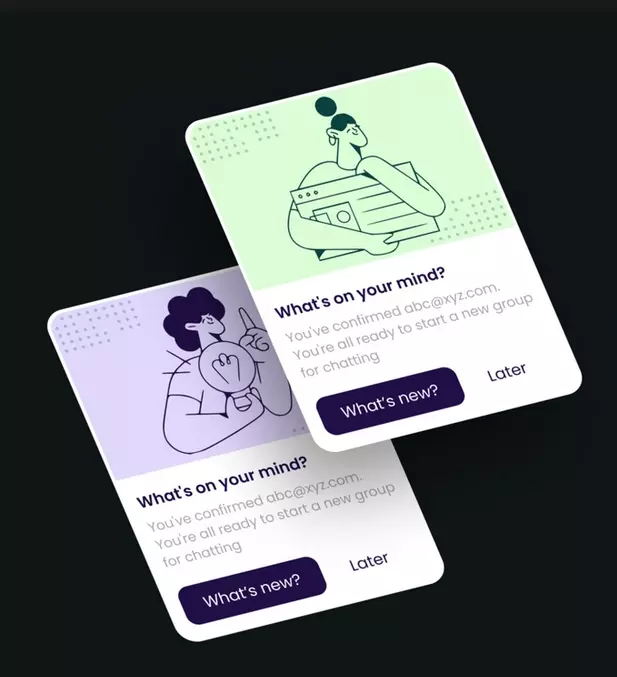 What's on your mind?
You've confirmed abc@xyz.com.
You're all ready to start a new group
for chatting
What's new?
Later
What's on your mind?
You've confirmed abc@xyz.com.
You're all ready to start a new group
for chatting
What's new?
Later